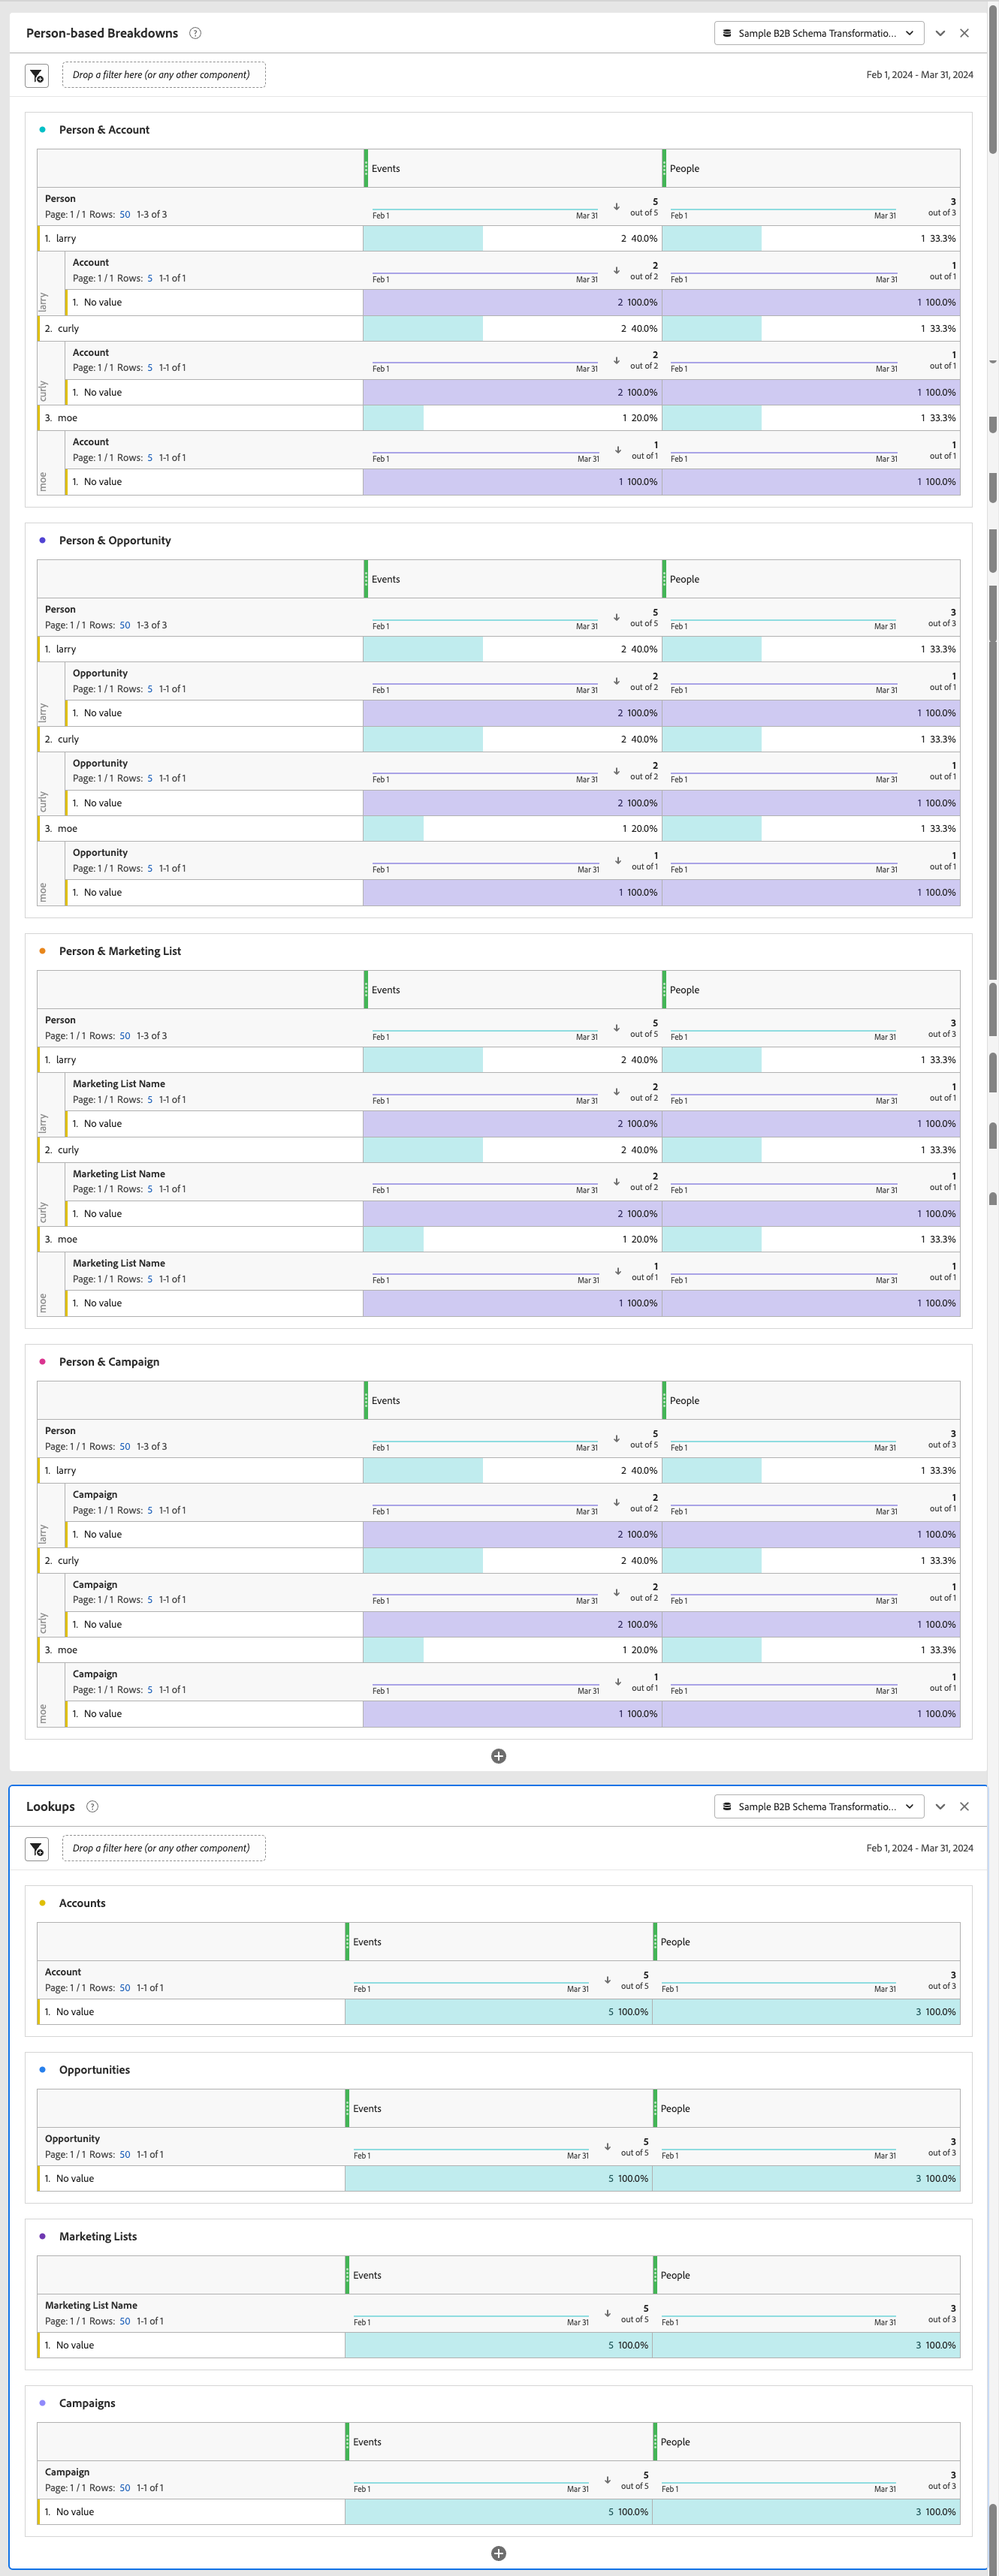 Person-based Breakdowns
Sample B2B Schema Transformatio...
Drop a filter here (or any other component)
Feb 1, 2024 - Mar 31, 2024
Person & Account
Events People
Person 5 3
Page: 1 / 1 Rows: 50 1-3 of 3 Feb 1 Mar 31 out of 5 Feb 1 Mar 31 out of 3
1. larry 2 40.0% 1 33.3%
larry
Account 2 1
Page: 1 / 1 Rows: 5 1-1 of 1 Feb 1 Mar 31 out of 2 Feb 1 Mar 31 out of 1
1. No value 2 100.0% 1 100.0%
2. curly 2 40.0% 1 33.3%
curly
Account 2 1
Page: 1 / 1 Rows: 5 1-1 of 1 Feb 1 Mar 31 out of 2 Feb 1 Mar 31 out of 1
1. No value 2 100.0% 1 100.0%
3. moe 1 20.0% 1 33.3%
moe
Account 1 1
Page: 1 / 1 Rows: 5 1-1 of 1 Feb 1 Mar 31 out of 1 Feb 1 Mar 31 out of 1
1. No value 1 100.0% 1 100.0%
Person & Opportunity
Events People
Person 5 3
Page: 1 / 1 Rows: 50 1-3 of 3 Feb 1 Mar 31 out of 5 Feb 1 Mar 31 out of 3
1. larry 2 40.0% 1 33.3%
larry
Opportunity 2 1
Page: 1 / 1 Rows: 5 1-1 of 1 Feb 1 Mar 31 out of 2 Feb 1 Mar 31 out of 1
1. No value 2 100.0% 1 100.0%
2. curly 2 40.0% 1 33.3%
curly
Opportunity 2 1
Page: 1 / 1 Rows: 5 1-1 of 1 Feb 1 Mar 31 out of 2 Feb 1 Mar 31 out of 1
1. No value 2 100.0% 1 100.0%
3. moe 1 20.0% 1 33.3%
moe
Opportunity 1 1
Page: 1 / 1 Rows: 5 1-1 of 1 Feb 1 Mar 31 out of 1 Feb 1 Mar 31 out of 1
1. No value 1 100.0% 1 100.0%
Person & Marketing List
Events People
Person 5 3
Page: 1 / 1 Rows: 50 1-3 of 3 Feb 1 Mar 31 out of 5 Feb 1 Mar 31 out of 3
1. larry 2 40.0% 1 33.3%
larry
Marketing List Name 2 1
Page: 1 / 1 Rows: 5 1-1 of 1 Feb 1 Mar 31 out of 2 Feb 1 Mar 31 out of 1
1. No value 2 100.0% 1 100.0%
2. curly 2 40.0% 1 33.3%
curly
Marketing List Name 2 1
Page: 1 / 1 Rows: 5 1-1 of 1 Feb 1 Mar 31 out of 2 Feb 1 Mar 31 out of 1
1. No value 2 100.0% 1 100.0%
3. moe 1 20.0% 1 33.3%
moe
Marketing List Name 1 1
Page: 1 / 1 Rows: 5 1-1 of 1 Feb 1 Mar 31 out of 1 Feb 1 Mar 31 out of 1
1. No value 1 100.0% 1 100.0%
Person & Campaign
Events People
Person 5 3
Page: 1 / 1 Rows: 50 1-3 of 3 Feb 1 Mar 31 out of 5 Feb 1 Mar 31 out of 3
1. larry 2 40.0% 1 33.3%
larry
Campaign 2 1
Page: 1 / 1 Rows: 5 1-1 of 1 Feb 1 Mar 31 out of 2 Feb 1 Mar 31 out of 1
1. No value 2 100.0% 1 100.0%
2. curly 2 40.0% 1 33.3%
curly
Campaign 2 1
Page: 1 / 1 Rows: 5 1-1 of 1 Feb 1 Mar 31 out of 2 Feb 1 Mar 31 out of 1
1. No value 2 100.0% 1 100.0%
3. moe 1 20.0% 1 33.3%
moe
Campaign 1 1
Page: 1 / 1 Rows: 5 1-1 of 1 Feb 1 Mar 31 out of 1 Feb 1 Mar 31 out of 1
1. No value 1 100.0% 1 100.0%
Lookups
Sample B2B Schema Transformatio...
Drop a filter here (or any other component)
Feb 1, 2024 - Mar 31, 2024
Accounts
Events People
Account 5 3
Page: 1 / 1 Rows: 50 1-1 of 1 Feb 1 Mar 31 out of 5 Feb 1 Mar 31 out of 3
1. No value 5 100.0% 3 100.0%
Opportunities
Events People
Opportunity 5 3
Page: 1 / 1 Rows: 50 1-1 of 1 Feb 1 Mar 31 out of 5 Feb 1 Mar 31 out of 3
1. No value 5 100.0% 3 100.0%
Marketing Lists
Events People
Marketing List Name 5 3
Page: 1 / 1 Rows: 50 1-1 of 1 Feb 1 Mar 31 out of 5 Feb 1 Mar 31 out of 3
1. No value 5 100.0% 3 100.0%
Campaigns
Events People
Campaign 5 3
Page: 1 / 1 Rows: 50 1-1 of 1 Feb 1 Mar 31 out of 5 Feb 1 Mar 31 out of 3
1. No value 5 100.0% 3 100.0%